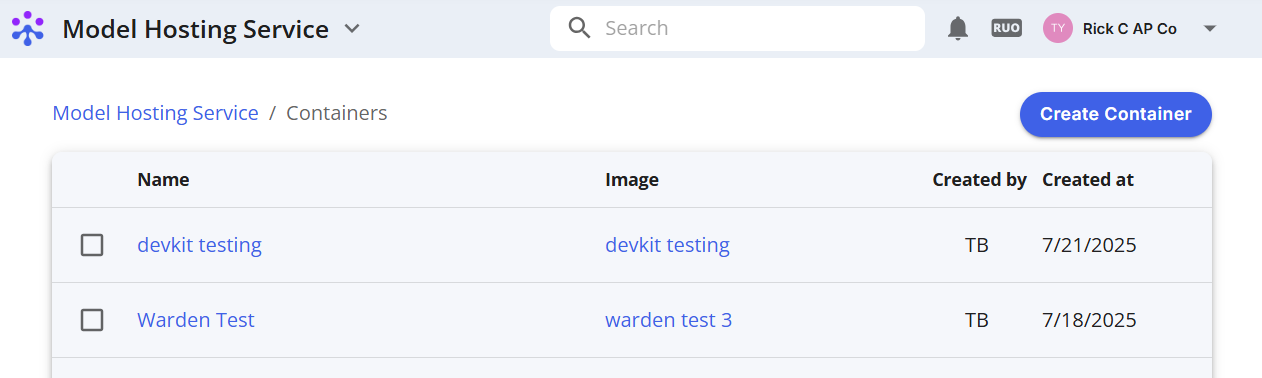 Model Hosting Service
Search
RUO
TY
Rick C AP Co
Model Hosting Service / Containers
Create Container
Name Image Created by Created at
devkit testing devkit testing TB 7/21/2025
Warden Test warden test 3 TB 7/18/2025